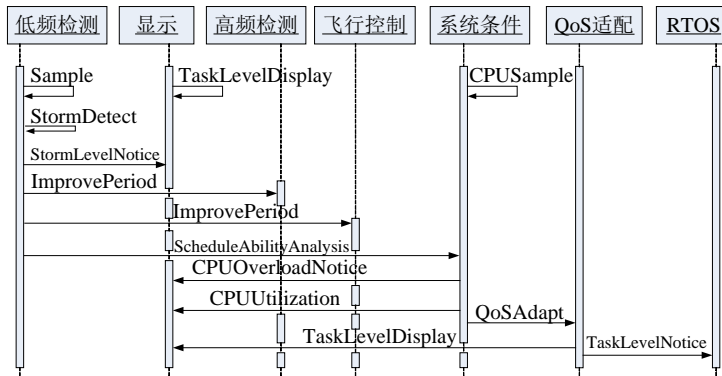 低频检测
显示
高频检测
飞行控制
系统条件
QoS适配
RTOS
Sample
TaskLevelDisplay
CPUSample
StormDetect
StormLevelNotice
ImprovePeriod
ImprovePeriod
ScheduleAbilityAnalysis
CPUOverloadNotice
CPUUtilization
QoSAdapt
TaskLevelDisplay
TaskLevelNotice